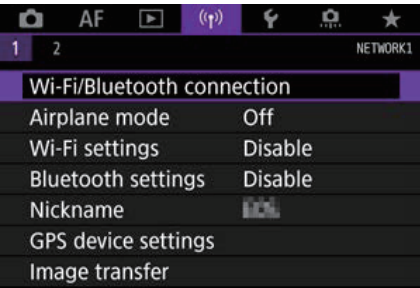 AF
1 2 NETWORK1
Wi-Fi/Bluetooth connection
Airplane mode Off
Wi-Fi settings Disable
Bluetooth settings Disable
Nickname
GPS device settings
Image transfer